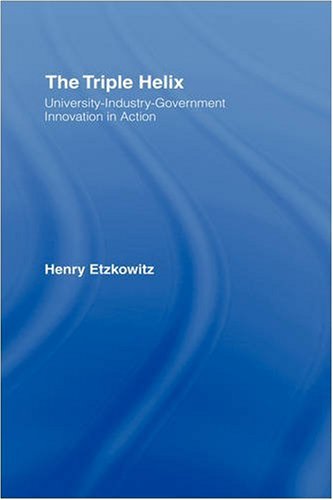 The Triple Helix
University-Industry-Government
Innovation in Action
Henry Etzkowitz